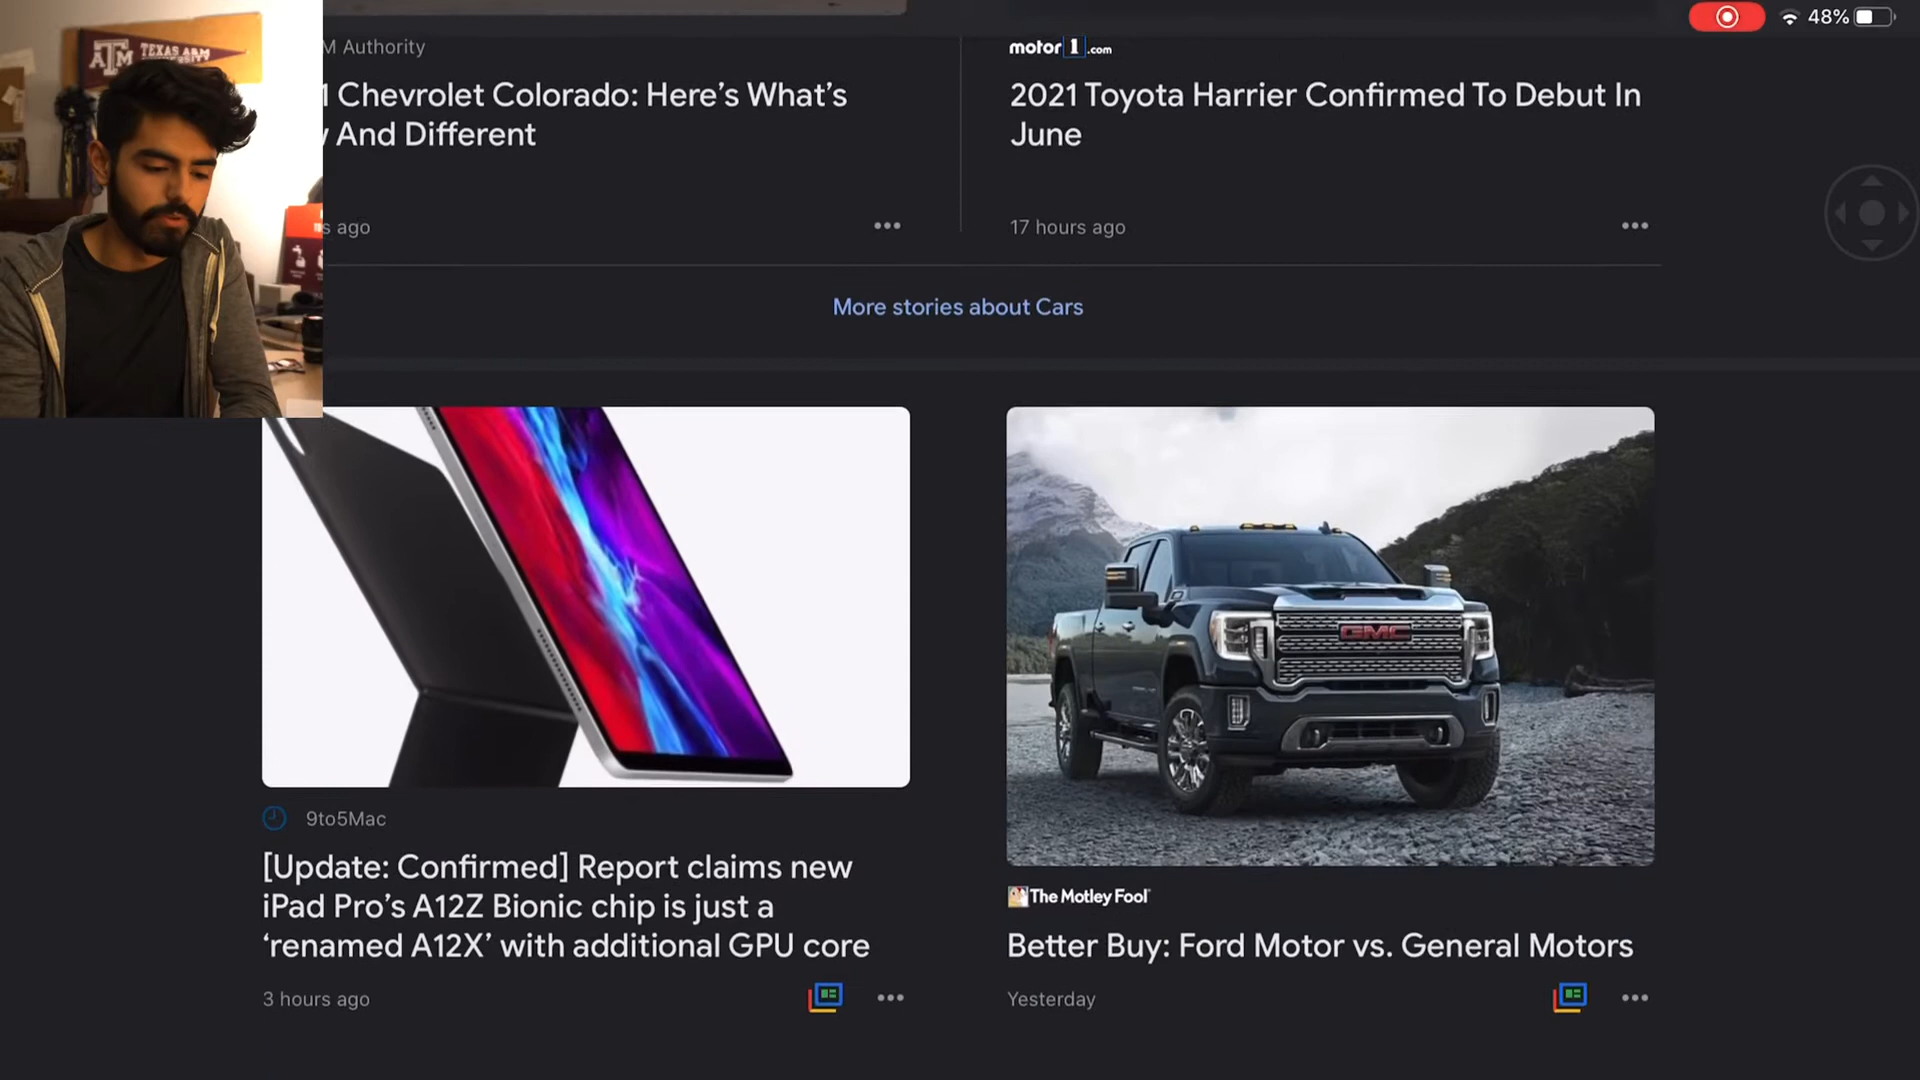 48%
TEXAS A&M
ATM
M Authority
Chevrolet Colorado: Here's What's
And Different
s ago
motor1.com
2021 Toyota Harrier Confirmed To Debut In
June
17 hours ago
More stories about Cars
9to5Mac
[Update: Confirmed] Report claims new
iPad Pro's A12Z Bionic chip is just a
‘renamed A12X’ with additional GPU core
3 hours ago
GMC
The Motley Fool
Better Buy: Ford Motor vs. General Motors
Yesterday